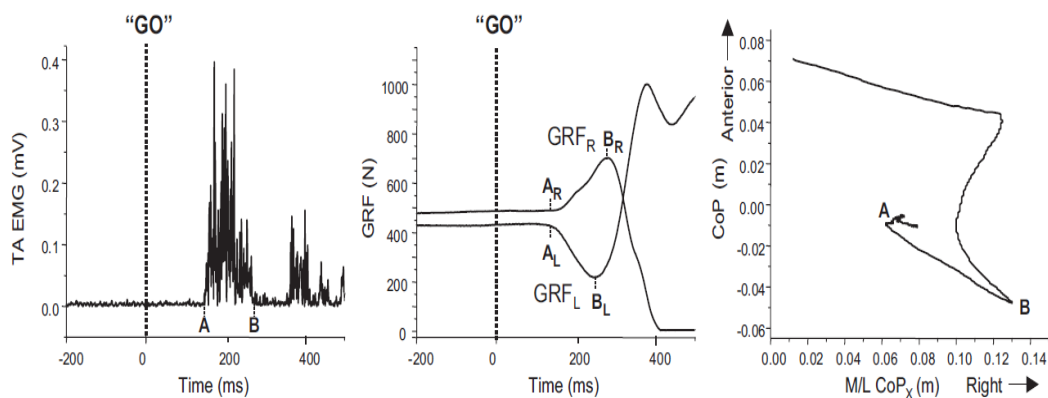 “GO”
TA EMG (mV)
0.4
0.3
0.2
0.1
0.0
A
B
-200
0
200
400
Time (ms)
“GO”
GRF (N)
1000
800
600
400
200
0
GRF_R
B_R
A_R
A_L
GRF_L
B_L
-200
0
200
400
Time (ms)
Anterior
CoP (m)
0.08
0.06
0.04
0.02
0.00
-0.02
-0.04
-0.06
A
B
0.00
0.02
0.04
0.06
0.08
0.10
0.12
0.14
M/L CoP_X (m) Right